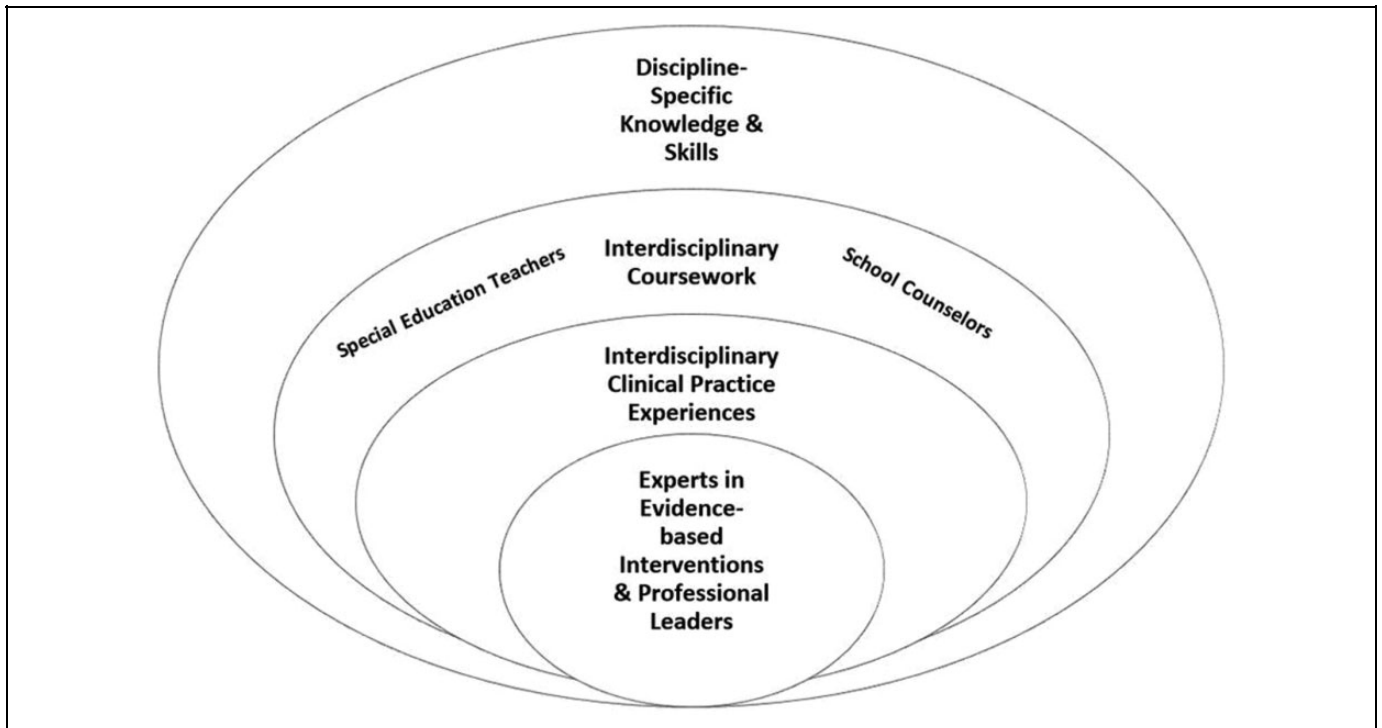 Discipline-
Specific
Knowledge &
Skills
Interdisciplinary
Coursework
Special Education Teachers
School Counselors
Interdisciplinary
Clinical Practice
Experiences
Experts in
Evidence-
based
Interventions
& Professional
Leaders